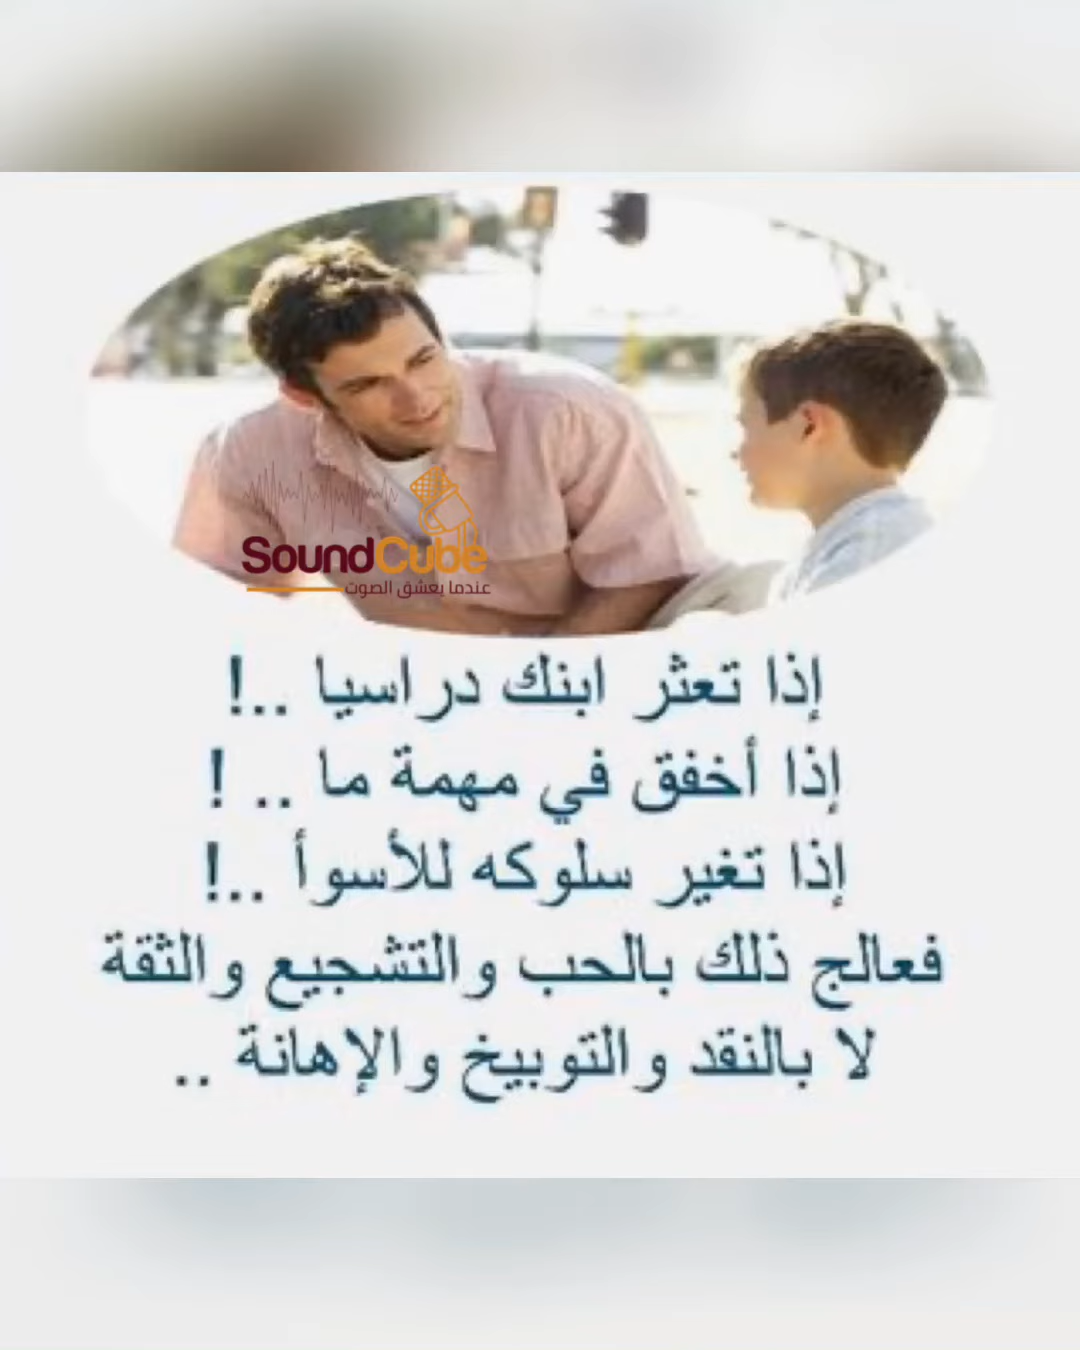 SoundCube
عندما يعشق الصوت
إذا تعثر ابنك دراسيا ..!
إذا أخفق في مهمة ما .. !
إذا تغير سلوكه للأسوأ ..!
فعالج ذلك بالحب والتشجيع والثقة
لا بالنقد والتوبيخ والإهانة ..